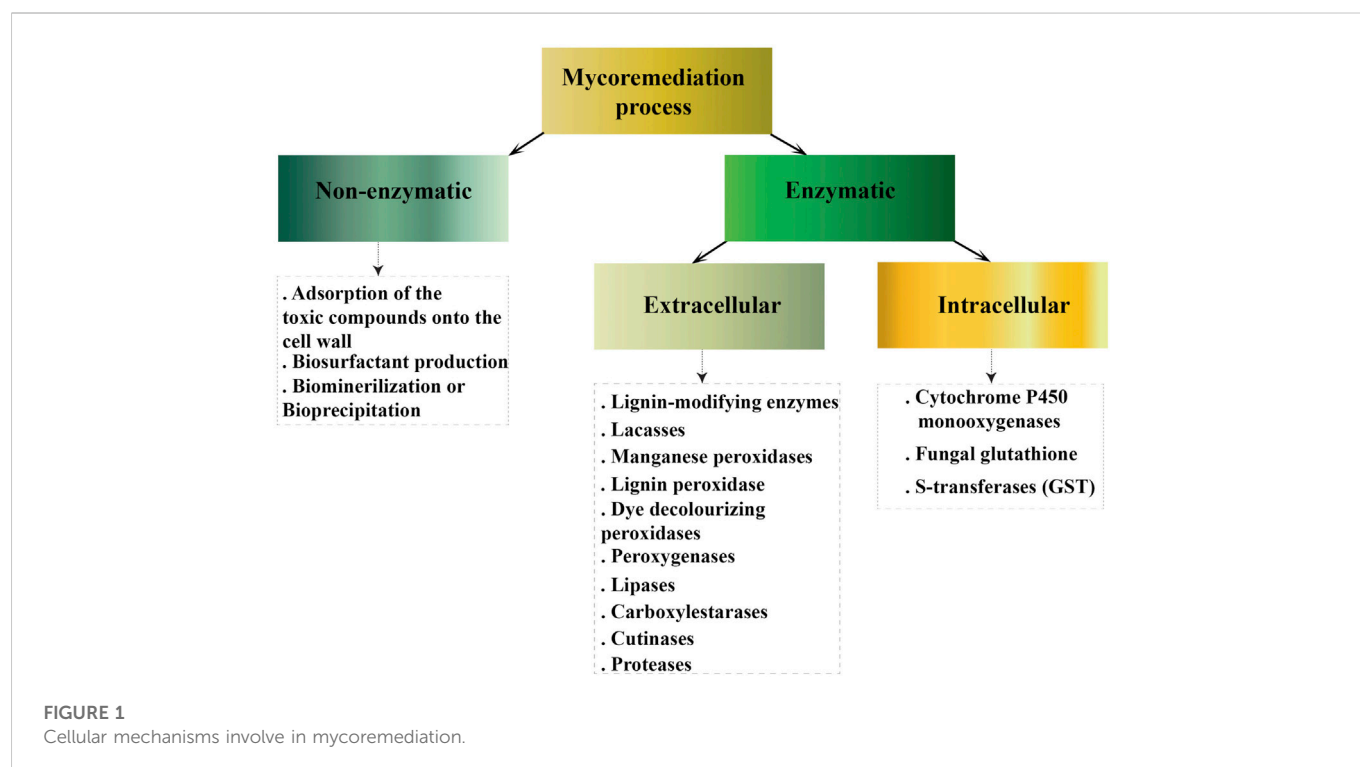 Mycoremediation
process
Non-enzymatic
Enzymatic
. Adsorption of the
toxic compounds onto the
cell wall
. Biosurfactant production
. Biominerilization or
Bioprecipitation
Extracellular
Intracellular
. Lignin-modifying enzymes
. Lacasses
. Manganese peroxidases
. Lignin peroxidase
. Dye decolourizing
peroxidases
. Peroxygenases
. Lipases
. Carboxylestarases
. Cutinases
. Proteases
. Cytochrome P450
monooxygenases
. Fungal glutathione
. S-transferases (GST)
FIGURE 1
Cellular mechanisms involve in mycoremediation.